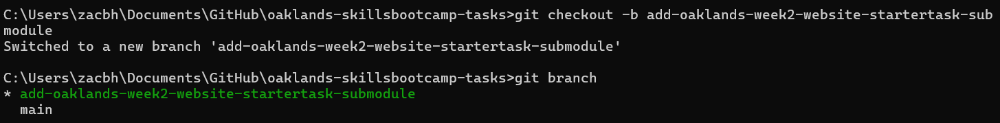 C:\Users\zacbh\Documents\GitHub\oaklands-skillsbootcamp-tasks>git checkout -b add-oaklands-week2-website-startertask-sub
module
Switched to a new branch 'add-oaklands-week2-website-startertask-submodule'
C:\Users\zacbh\Documents\GitHub\oaklands-skillsbootcamp-tasks>git branch
* add-oaklands-week2-website-startertask-submodule
  main